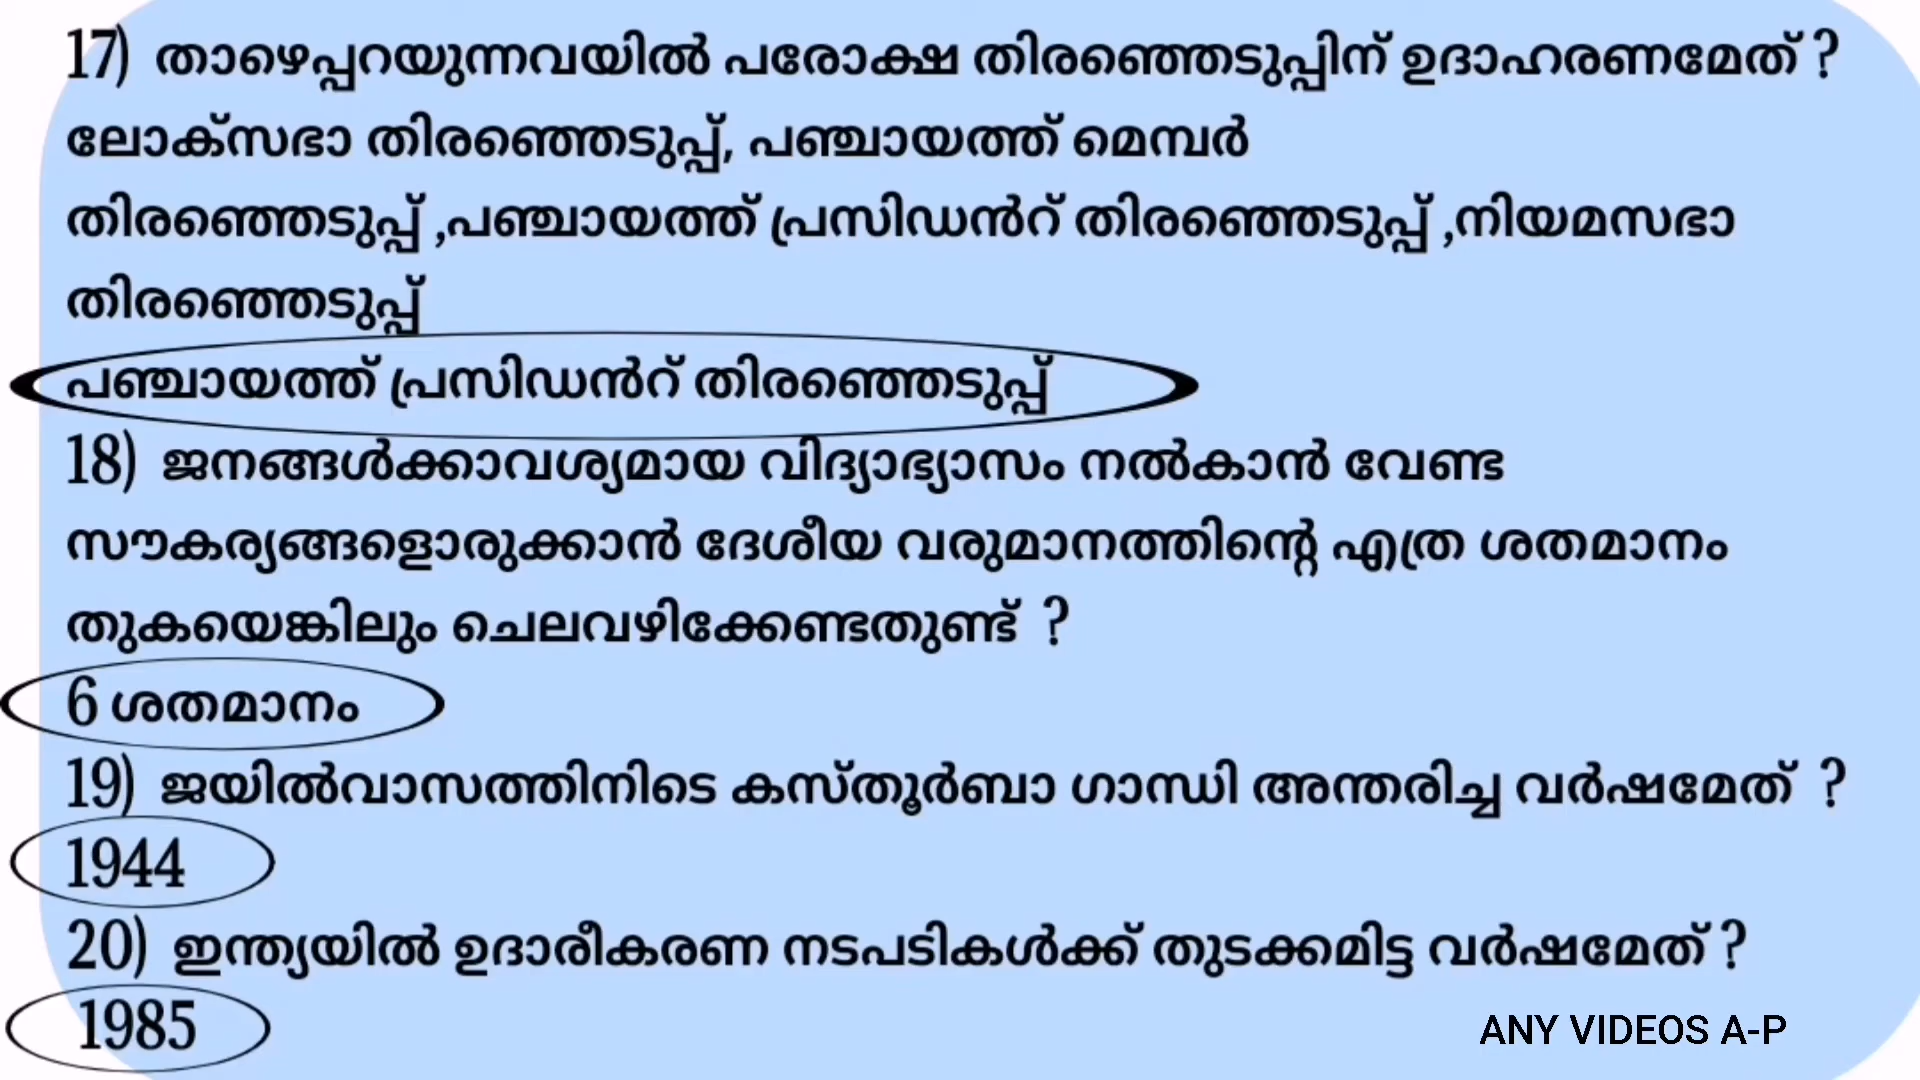 17) താഴെപ്പറയുന്നവയിൽ പരോക്ഷ തിരഞ്ഞെടുപ്പിന് ഉദാഹരണമേത് ?
ലോക്സഭാ തിരഞ്ഞെടുപ്പ്, പഞ്ചായത്ത് മെമ്പർ
തിരഞ്ഞെടുപ്പ് ,പഞ്ചായത്ത് പ്രസിഡൻറ് തിരഞ്ഞെടുപ്പ് ,നിയമസഭാ
തിരഞ്ഞെടുപ്പ്
പഞ്ചായത്ത് പ്രസിഡൻറ് തിരഞ്ഞെടുപ്പ്
18) ജനങ്ങൾക്കാവശ്യമായ വിദ്യാഭ്യാസം നൽകാൻ വേണ്ട
സൗകര്യങ്ങളൊരുക്കാൻ ദേശീയ വരുമാനത്തിന്റെ എത്ര ശതമാനം
തുകയെങ്കിലും ചെലവഴിക്കേണ്ടതുണ്ട് ?
6 ശതമാനം
19) ജയിൽവാസത്തിനിടെ കസ്തൂർബാ ഗാന്ധി അന്തരിച്ച വർഷമേത് ?
1944
20) ഇന്ത്യയിൽ ഉദാരീകരണ നടപടികൾക്ക് തുടക്കമിട്ട വർഷമേത് ?
1985
ANY VIDEOS A-P